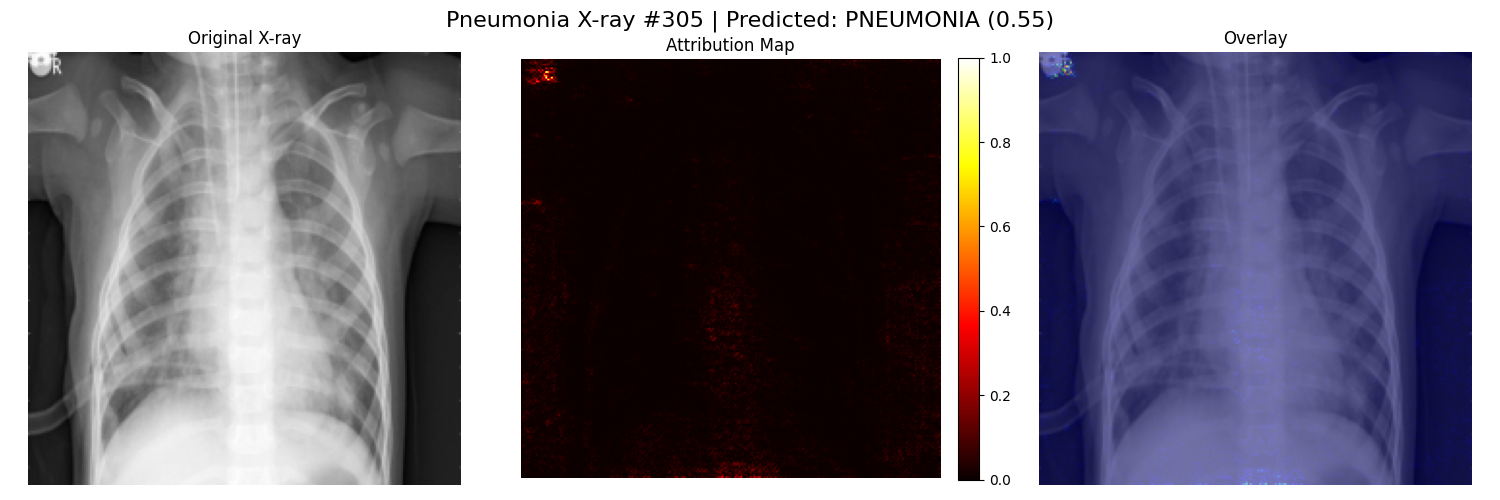 Pneumonia X-ray #305 | Predicted: PNEUMONIA (0.55)
Original X-ray
Attribution Map
Overlay
R
R
1.0
0.8
0.6
0.4
0.2
0.0